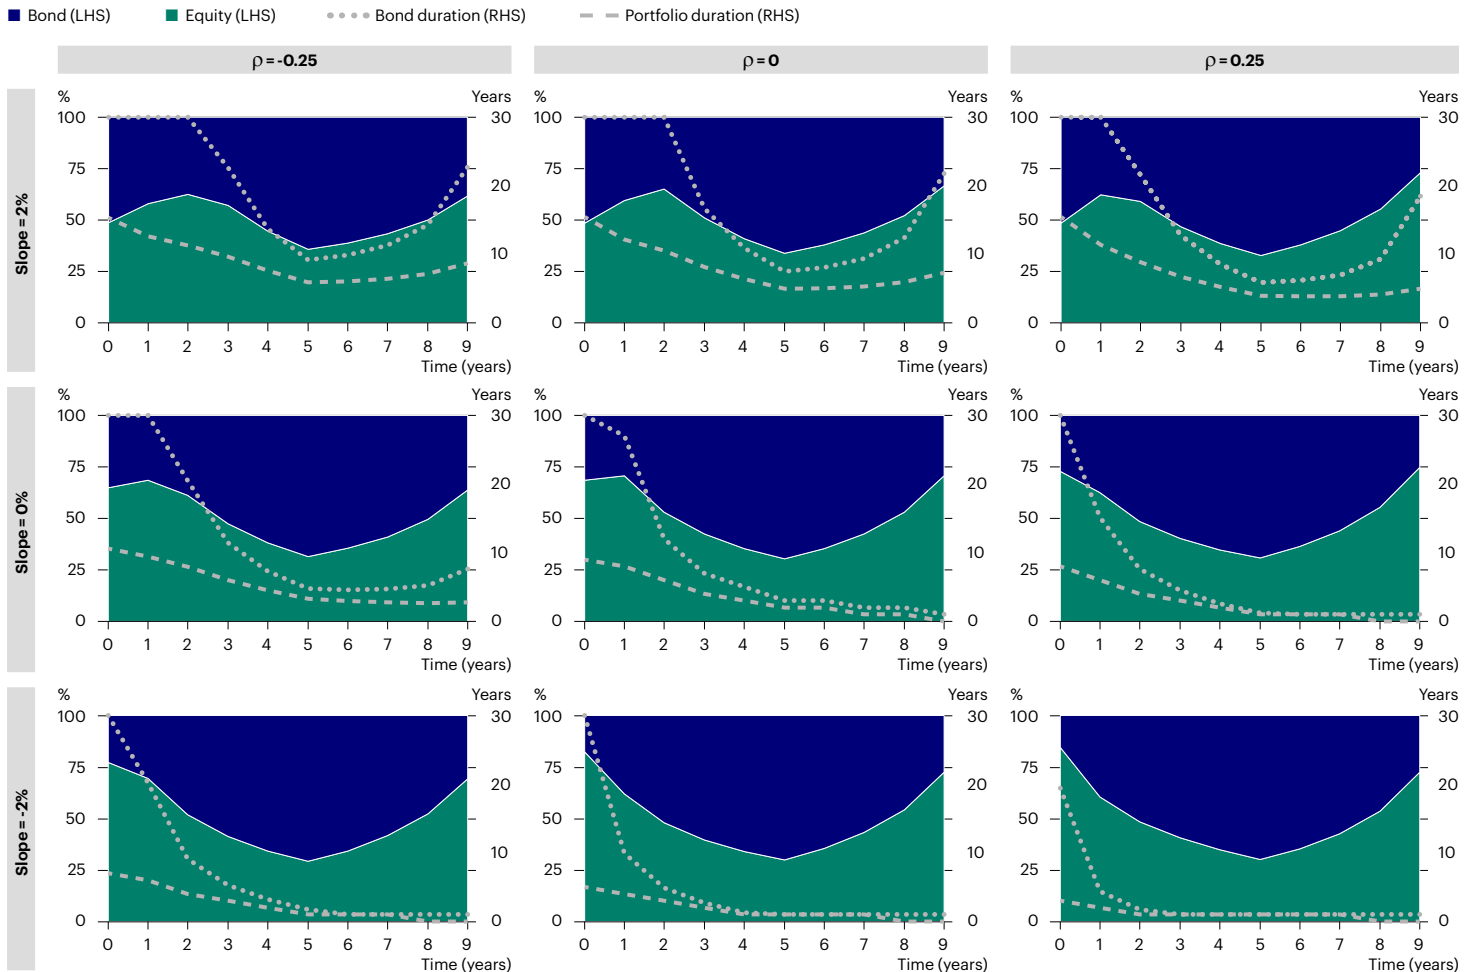 Bond (LHS) Equity (LHS) Bond duration (RHS) Portfolio duration (RHS)
ρ = -0.25 ρ = 0 ρ = 0.25
Slope = 2%
% Years % Years % Years
100 30 100 30 100 30
75 75 75
20 20 20
50 50 50
10 10 10
25 25 25
0 0 0 0 0 0
0 1 2 3 4 5 6 7 8 9 0 1 2 3 4 5 6 7 8 9 0 1 2 3 4 5 6 7 8 9
Time (years) Time (years) Time (years)
Slope = 0%
% Years % Years % Years
100 30 100 30 100 30
75 75 75
20 20 20
50 50 50
10 10 10
25 25 25
0 0 0 0 0 0
0 1 2 3 4 5 6 7 8 9 0 1 2 3 4 5 6 7 8 9 0 1 2 3 4 5 6 7 8 9
Time (years) Time (years) Time (years)
Slope = -2%
% Years % Years % Years
100 30 100 30 100 30
75 75 75
20 20 20
50 50 50
10 10 10
25 25 25
0 0 0 0 0 0
0 1 2 3 4 5 6 7 8 9 0 1 2 3 4 5 6 7 8 9 0 1 2 3 4 5 6 7 8 9
Time (years) Time (years) Time (years)